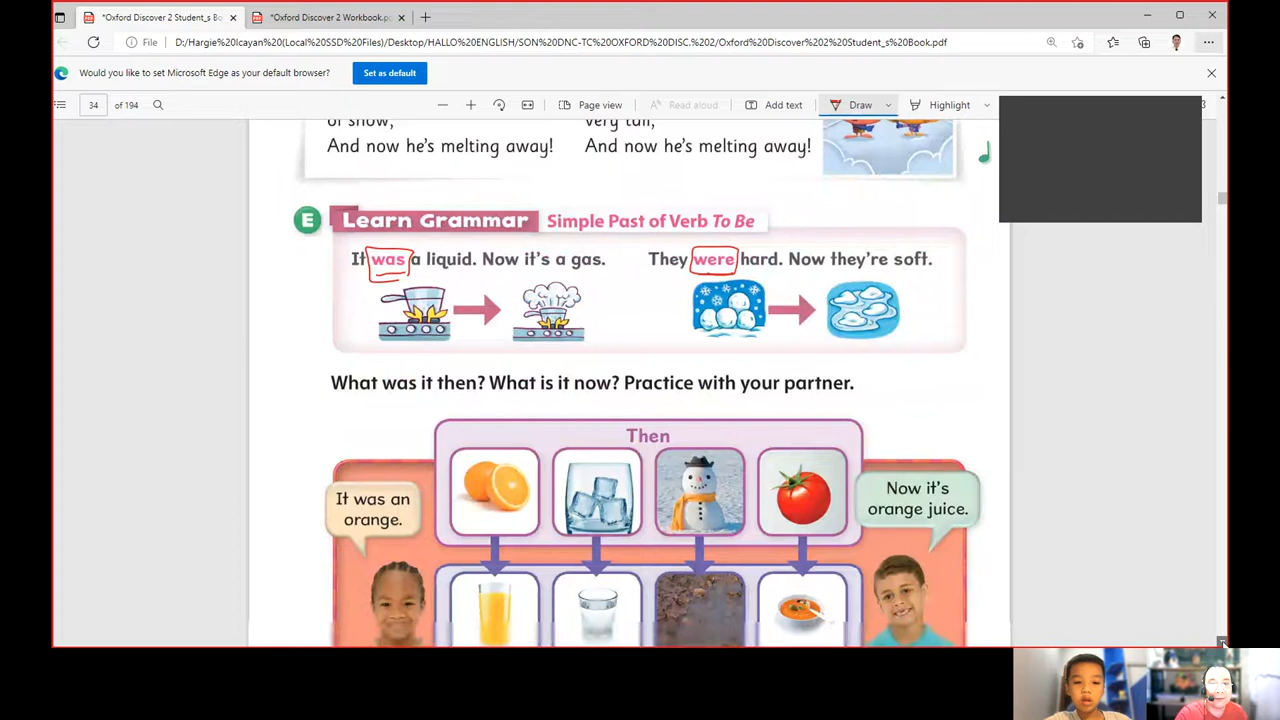 *Oxford Discover 2 Student_s Bo
*Oxford Discover 2 Workbook.p
File
D:/Hargie%20Icayan%20(Local%20SSD%20Files)/Desktop/HALLO%20ENGLISH/SON%20DNC-TC%20OXFORD%20DISC.%202/Oxford%20Discover%202%20Student_s%20Book.pdf
Would you like to set Microsoft Edge as your default browser?
Set as default
34 of 194
Page view
Read aloud
Add text
Draw
Highlight
3
of snow,
And now he's melting away!
very tall,
And now he's melting away!
E Learn Grammar Simple Past of Verb To Be
It was a liquid. Now it's a gas.
They were hard. Now they're soft.
What was it then? What is it now? Practice with your partner.
Then
It was an
orange.
Now it's
orange juice.